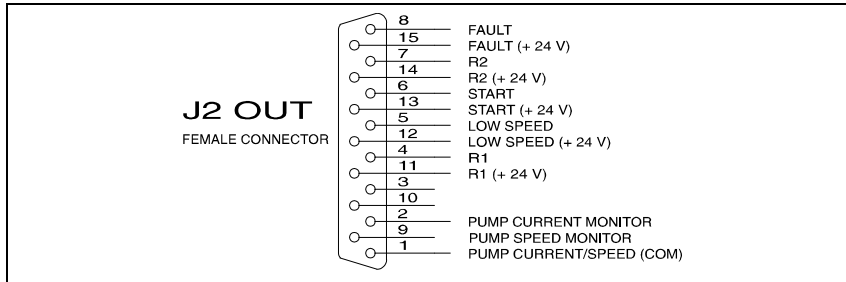 8 FAULT
15 FAULT (+ 24 V)
7 R2
14 R2 (+ 24 V)
6 START
13 START (+ 24 V)
J2 OUT
5 LOW SPEED
FEMALE CONNECTOR
12 LOW SPEED (+ 24 V)
4 R1
11 R1 (+ 24 V)
3
10
2 PUMP CURRENT MONITOR
9 PUMP SPEED MONITOR
1 PUMP CURRENT/SPEED (COM)